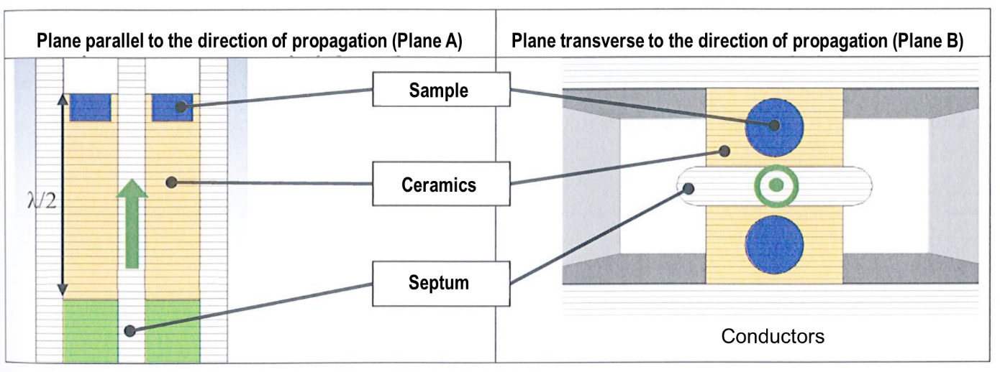 Plane parallel to the direction of propagation (Plane A)
Plane transverse to the direction of propagation (Plane B)
Sample
Ceramics
λ/2
Septum
Conductors